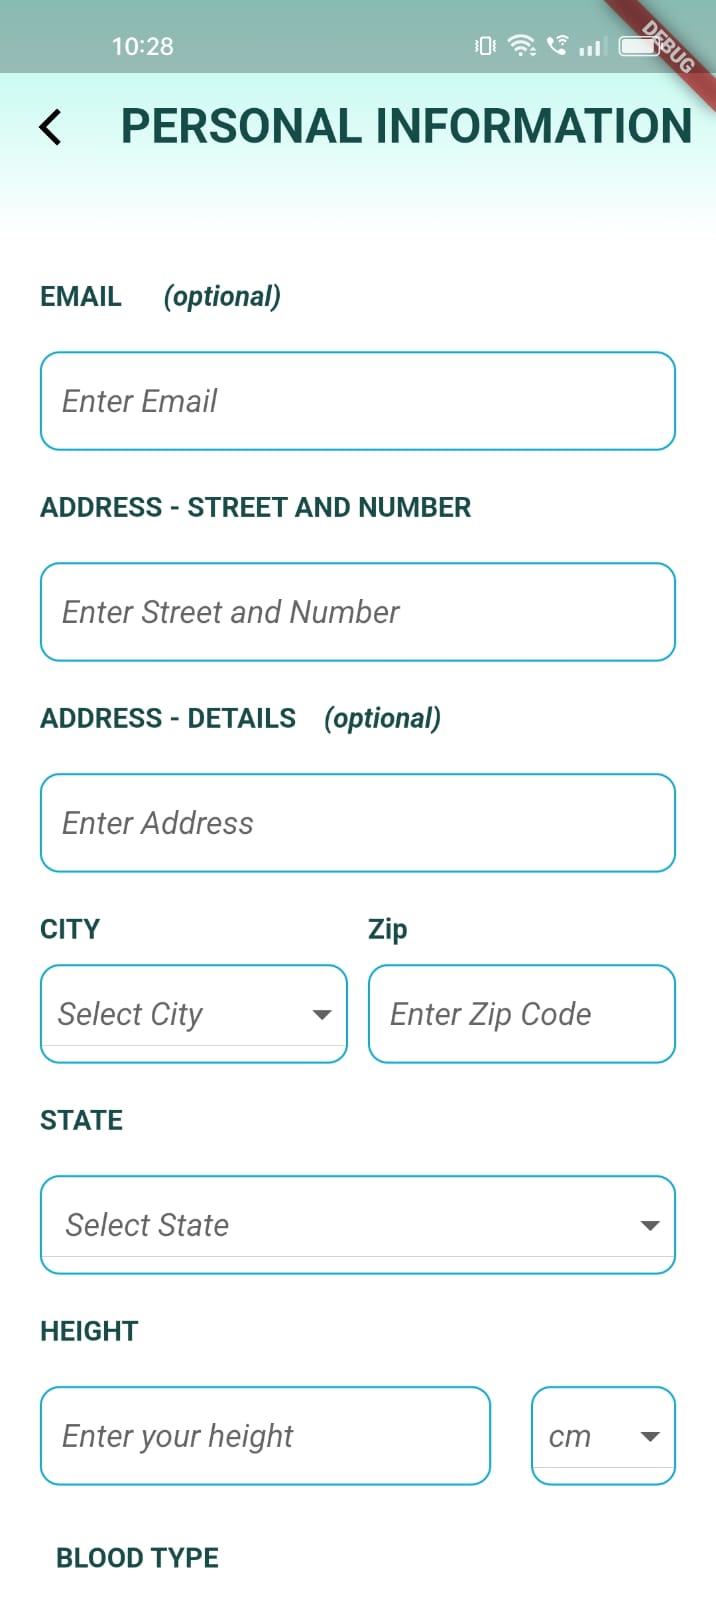 10:28
DEBUG
PERSONAL INFORMATION
EMAIL (optional)
Enter Email
ADDRESS - STREET AND NUMBER
Enter Street and Number
ADDRESS - DETAILS (optional)
Enter Address
CITY Zip
Select City Enter Zip Code
STATE
Select State
HEIGHT
Enter your height cm
BLOOD TYPE